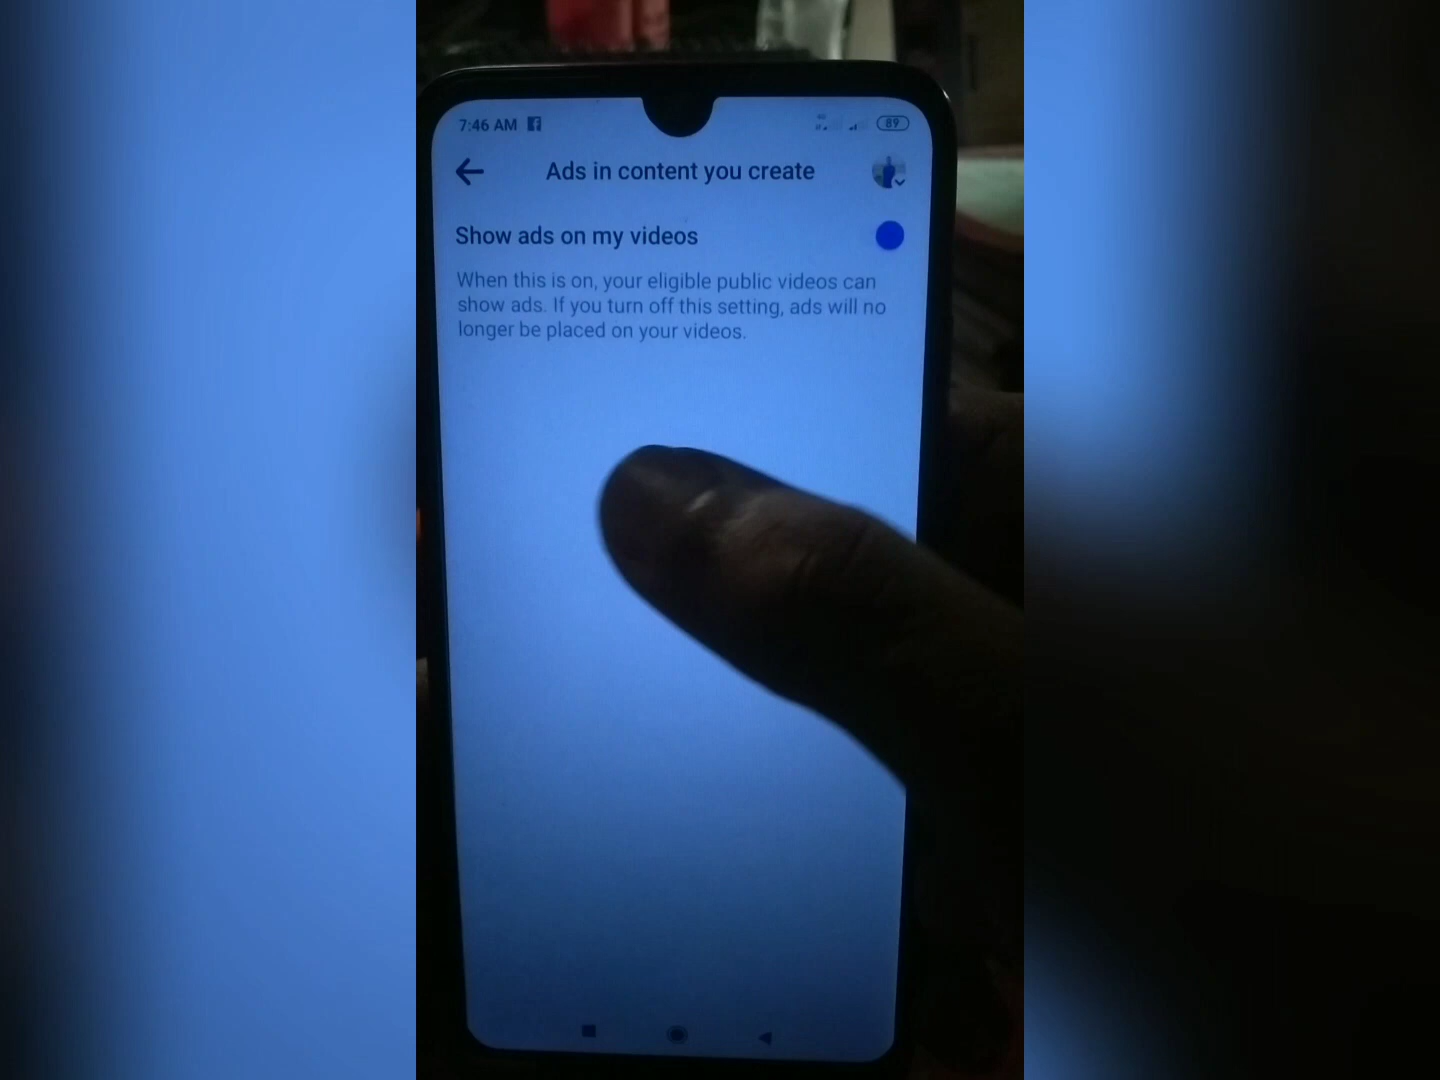 7:46 AM
89
Ads in content you create
Show ads on my videos
When this is on, your eligible public videos can
show ads. If you turn off this setting, ads will no
longer be placed on your videos.